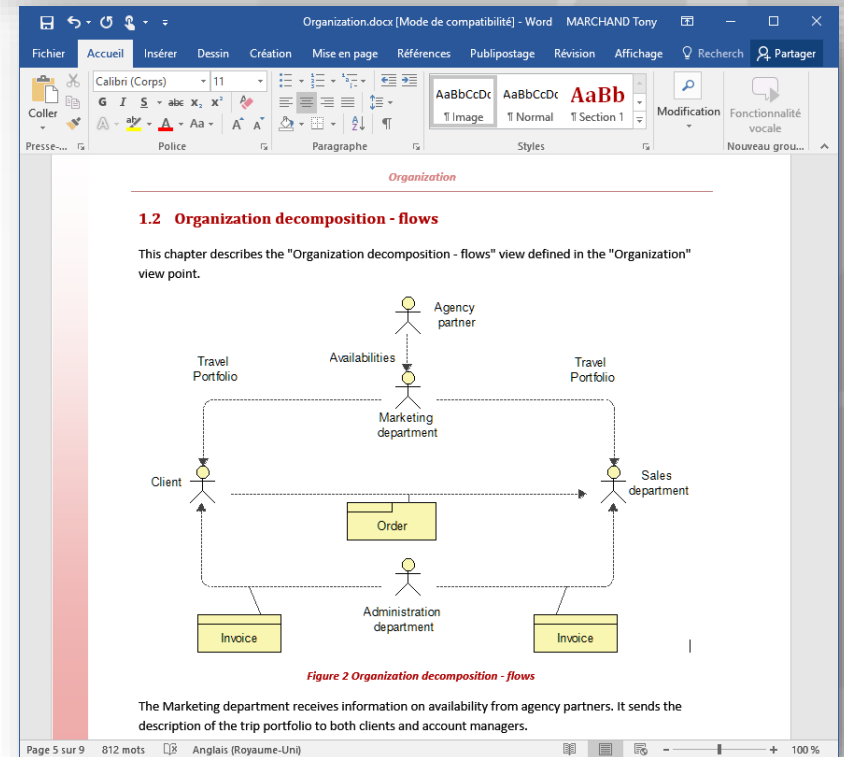 Organization.docx [Mode de compatibilité] - Word MARCHAND Tony
Fichier Accueil Insérer Dessin Création Mise en page Références Publipostage Révision Affichage Recherch Partager
Coller
Calibri (Corps) 11
G I S abc X₂ X²
A aby A Aa A A
AaBbCcDc AaBbCcDc AaBb
¶ Image ¶ Normal ¶ Section 1
Modification
Fonctionnalité
vocale
Presse-... Police Paragraphe Styles Nouveau grou...
Organization
1.2 Organization decomposition - flows
This chapter describes the "Organization decomposition - flows" view defined in the "Organization"
view point.
Agency
partner
Availabilities
Travel
Portfolio
Travel
Portfolio
Marketing
department
Client
Sales
department
Order
Administration
department
Invoice
Invoice
Figure 2 Organization decomposition - flows
The Marketing department receives information on availability from agency partners. It sends the
description of the trip portfolio to both clients and account managers.
Page 5 sur 9 812 mots Anglais (Royaume-Uni) 100 %